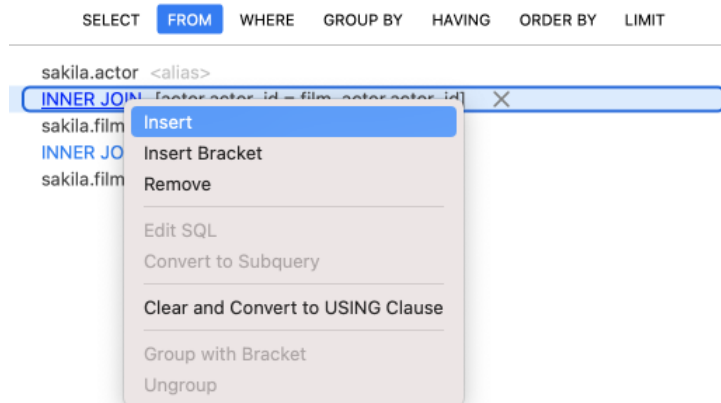 SELECT FROM WHERE GROUP BY HAVING ORDER BY LIMIT
sakila.actor <alias>
INNER JOIN [actor.actor_id = film_actor.actor_id]
sakila.film
INNER JO
sakila.film
Insert
Insert Bracket
Remove
Edit SQL
Convert to Subquery
Clear and Convert to USING Clause
Group with Bracket
Ungroup